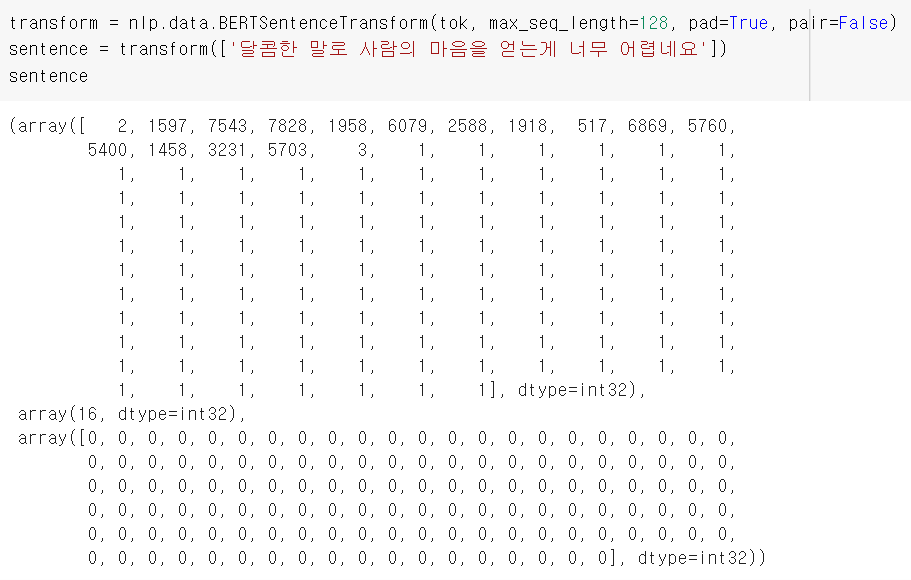 transform = nlp.data.BERTSentenceTransform(tok, max_seq_length=128, pad=True, pair=False)
sentence = transform(['달콤한 말로 사람의 마음을 얻는게 너무 어렵네요'])
sentence
(array([   2, 1597, 7543, 7828, 1958, 6079, 2588, 1918,  517, 6869, 5760,
       5400, 1458, 3231, 5703,    3,    1,    1,    1,    1,    1,    1,
          1,    1,    1,    1,    1,    1,    1,    1,    1,    1,    1,
          1,    1,    1,    1,    1,    1,    1,    1,    1,    1,    1,
          1,    1,    1,    1,    1,    1,    1,    1,    1,    1,    1,
          1,    1,    1,    1,    1,    1,    1,    1,    1,    1,    1,
          1,    1,    1,    1,    1,    1,    1,    1,    1,    1,    1,
          1,    1,    1,    1,    1,    1,    1,    1,    1,    1,    1,
          1,    1,    1,    1,    1,    1,    1,    1,    1,    1,    1,
          1,    1,    1,    1,    1,    1,    1,    1,    1,    1,    1,
          1,    1,    1,    1,    1,    1,    1,    1,    1,    1,    1,
          1,    1,    1,    1,    1,    1,    1], dtype=int32),
 array(16, dtype=int32),
 array([0, 0, 0, 0, 0, 0, 0, 0, 0, 0, 0, 0, 0, 0, 0, 0, 0, 0, 0, 0, 0, 0,
        0, 0, 0, 0, 0, 0, 0, 0, 0, 0, 0, 0, 0, 0, 0, 0, 0, 0, 0, 0, 0, 0,
        0, 0, 0, 0, 0, 0, 0, 0, 0, 0, 0, 0, 0, 0, 0, 0, 0, 0, 0, 0, 0, 0,
        0, 0, 0, 0, 0, 0, 0, 0, 0, 0, 0, 0, 0, 0, 0, 0, 0, 0, 0, 0, 0, 0,
        0, 0, 0, 0, 0, 0, 0, 0, 0, 0, 0, 0, 0, 0, 0, 0, 0, 0, 0, 0, 0, 0,
        0, 0, 0, 0, 0, 0, 0, 0, 0, 0, 0, 0, 0, 0, 0, 0, 0, 0], dtype=int32))